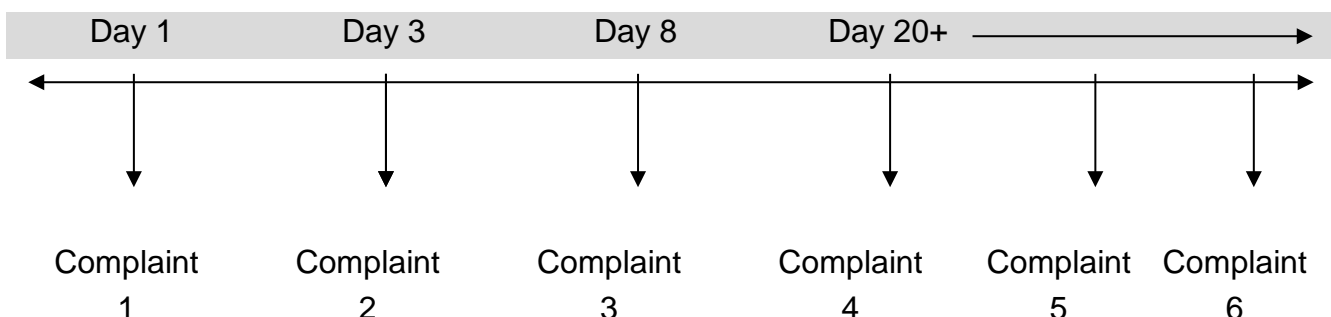 Day 1 Day 3 Day 8 Day 20+
Complaint Complaint Complaint Complaint Complaint Complaint
1 2 3 4 5 6